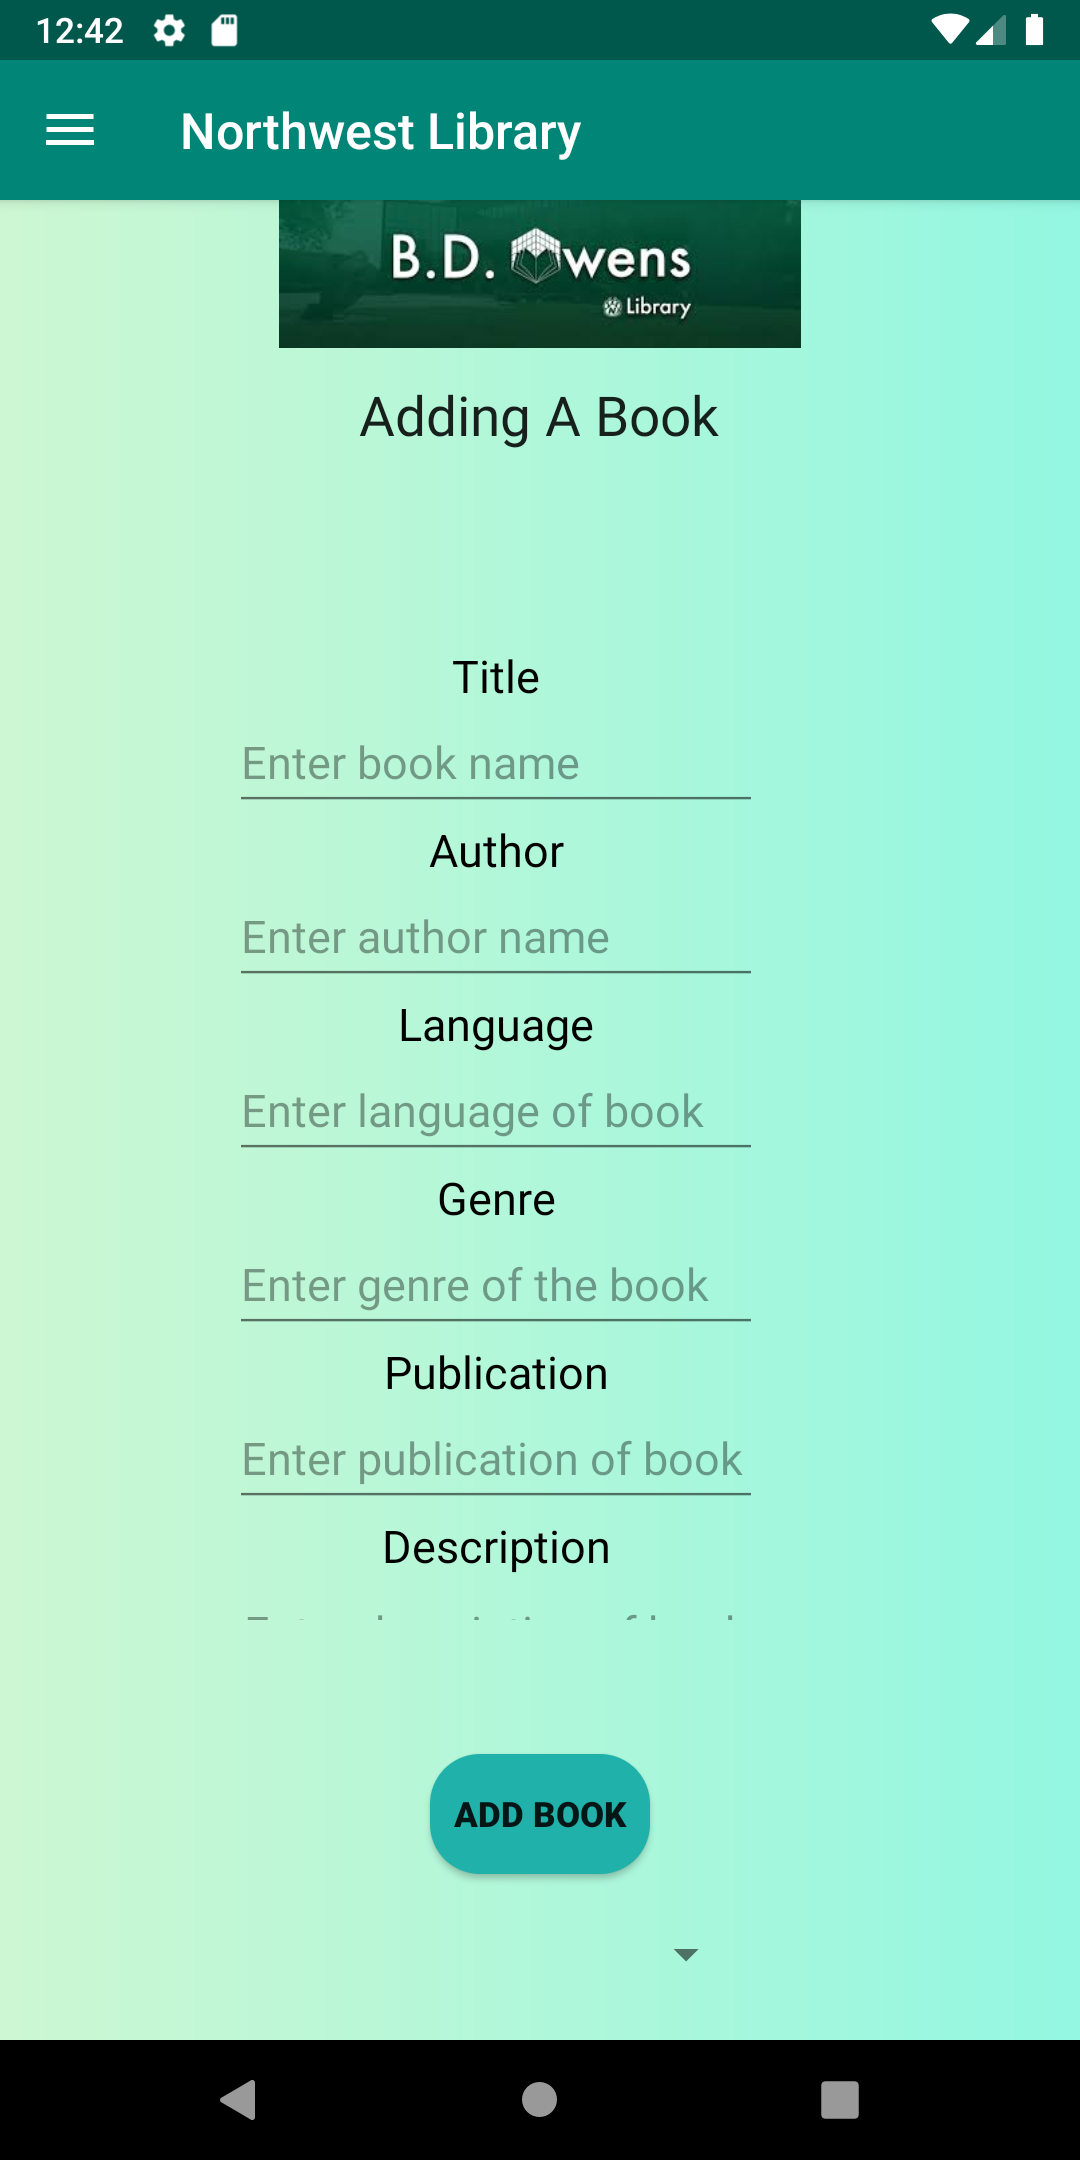 12:42
Northwest Library
B.D. Owens
Library
Adding A Book
Title
Enter book name
Author
Enter author name
Language
Enter language of book
Genre
Enter genre of the book
Publication
Enter publication of book
Description
ADD BOOK